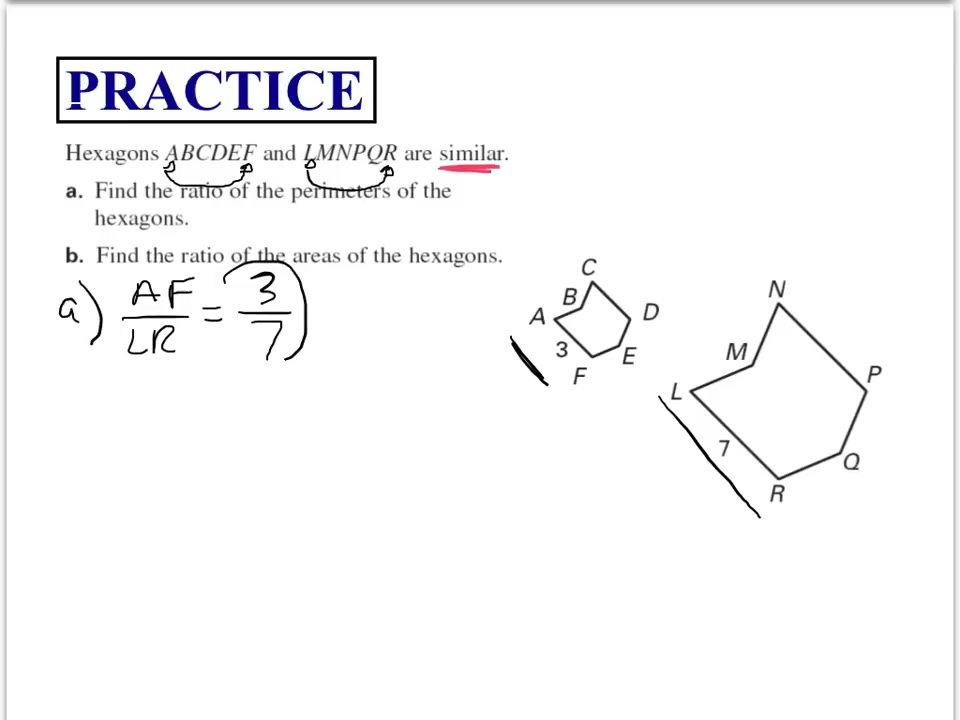 PRACTICE
Hexagons ABCDEF and LMNPQR are similar.
a. Find the ratio of the perimeters of the
hexagons.
b. Find the ratio of the areas of the hexagons.
a) AF/LR = 3/7
C
B
A
D
3
E
F
N
M
P
L
7
Q
R